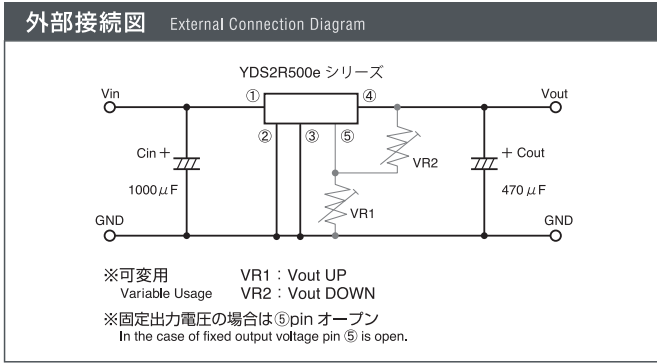 外部接続図 External Connection Diagram
YDS2R500e シリーズ
Vin ① ④ Vout
② ③ ⑤
Cin +
1000μF
VR2
+ Cout
470μF
VR1
GND GND
※可変用 VR1：Vout UP
Variable Usage VR2：Vout DOWN
※固定出力電圧の場合は⑤pin オープン
In the case of fixed output voltage pin ⑤ is open.